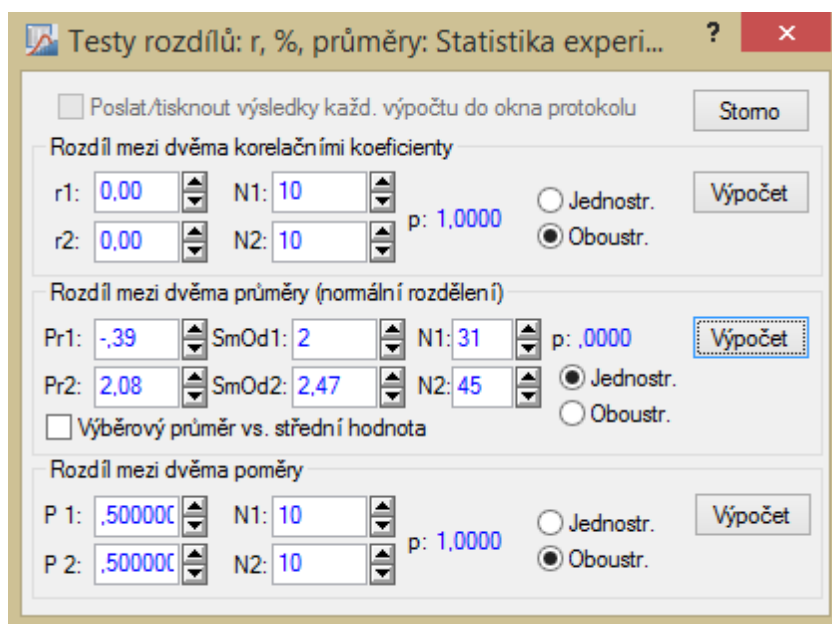 Testy rozdílů: r, %, průměry: Statistika experi... ? ×
Poslat/tisknout výsledky každ. výpočtu do okna protokolu Storno
Rozdíl mezi dvěma korelačními koeficienty
r1: 0,00 N1: 10 Jednostr. Výpočet
r2: 0,00 N2: 10 p: 1,0000 Oboustr.
Rozdíl mezi dvěma průměry (normální rozdělení)
Pr1: -,39 SmOd1: 2 N1: 31 p: ,0000 Výpočet
Pr2: 2,08 SmOd2: 2,47 N2: 45 Jednostr.
Výběrový průměr vs. střední hodnota Oboustr.
Rozdíl mezi dvěma poměry
P 1: ,500000 N1: 10 Jednostr. Výpočet
P 2: ,500000 N2: 10 p: 1,0000 Oboustr.